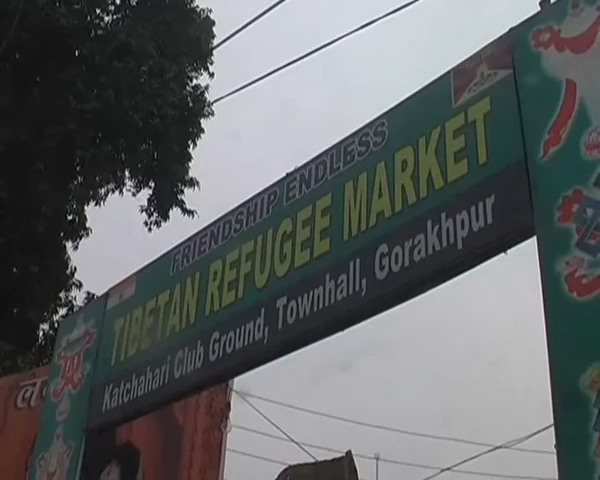 FRIENDSHIP ENDLESS
TIBETAN REFUGEE MARKET
Katchahari Club Ground, Townhall, Gorakhpur